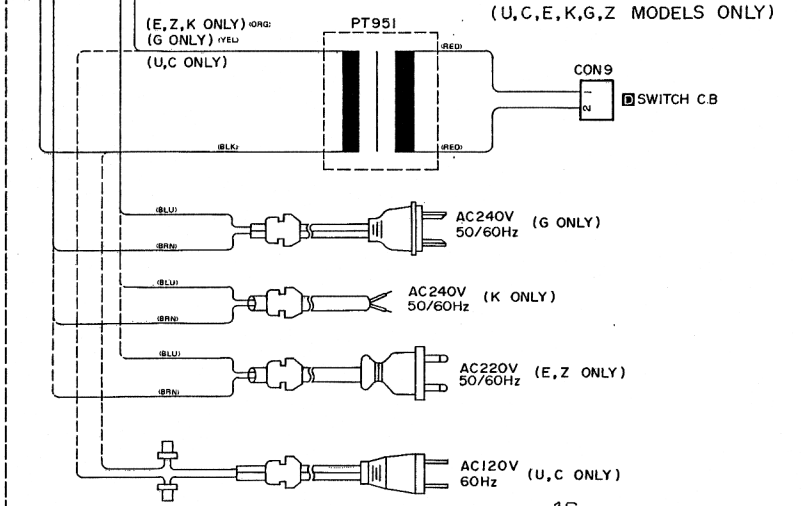 (U,C,E,K,G,Z MODELS ONLY)
(E,Z,K ONLY) (ORG)
(G ONLY) (YEL)
(U,C ONLY)
PT951
(RED)
CON9
1
2
D SWITCH C.B
(BLK)
(RED)
(BLU)
(BRN)
AC240V
50/60Hz
(G ONLY)
(BLU)
(BRN)
AC240V
50/60Hz
(K ONLY)
(BLU)
(BRN)
AC220V
50/60Hz
(E,Z ONLY)
AC120V
60Hz
(U,C ONLY)